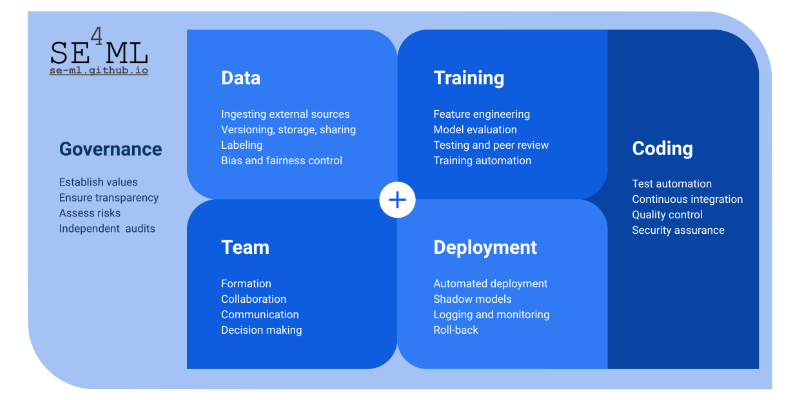 SE4ML
se-ml.github.io
Governance
Establish values
Ensure transparency
Assess risks
Independent audits
Data
Ingesting external sources
Versioning, storage, sharing
Labeling
Bias and fairness control
Training
Feature engineering
Model evaluation
Testing and peer review
Training automation
Team
Formation
Collaboration
Communication
Decision making
Deployment
Automated deployment
Shadow models
Logging and monitoring
Roll-back
Coding
Test automation
Continuous integration
Quality control
Security assurance